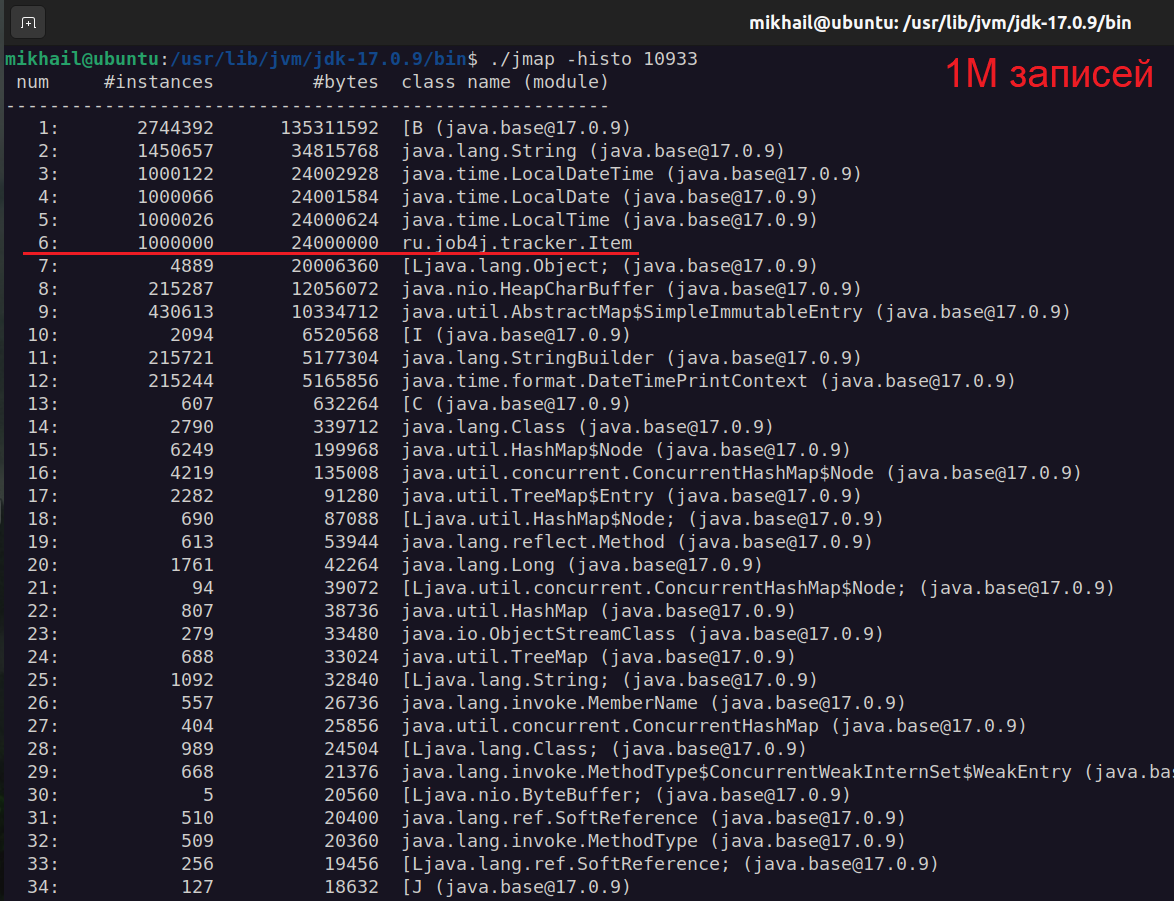 mikhail@ubuntu: /usr/lib/jvm/jdk-17.0.9/bin
mikhail@ubuntu:/usr/lib/jvm/jdk-17.0.9/bin$ ./jmap -histo 10933
1М записей
num #instances #bytes class name (module)
-------------------------------------------------------
1: 2744392 135311592 [B (java.base@17.0.9)
2: 1450657 34815768 java.lang.String (java.base@17.0.9)
3: 1000122 24002928 java.time.LocalDateTime (java.base@17.0.9)
4: 1000066 24001584 java.time.LocalDate (java.base@17.0.9)
5: 1000026 24000624 java.time.LocalTime (java.base@17.0.9)
6: 1000000 24000000 ru.job4j.tracker.Item
7: 4889 20006360 [Ljava.lang.Object; (java.base@17.0.9)
8: 215287 12056072 java.nio.HeapCharBuffer (java.base@17.0.9)
9: 430613 10334712 java.util.AbstractMap$SimpleImmutableEntry (java.base@17.0.9)
10: 2094 6520568 [I (java.base@17.0.9)
11: 215721 5177304 java.lang.StringBuilder (java.base@17.0.9)
12: 215244 5165856 java.time.format.DateTimePrintContext (java.base@17.0.9)
13: 607 632264 [C (java.base@17.0.9)
14: 2790 339712 java.lang.Class (java.base@17.0.9)
15: 6249 199968 java.util.HashMap$Node (java.base@17.0.9)
16: 4219 135008 java.util.concurrent.ConcurrentHashMap$Node (java.base@17.0.9)
17: 2282 91280 java.util.TreeMap$Entry (java.base@17.0.9)
18: 690 87088 [Ljava.util.HashMap$Node; (java.base@17.0.9)
19: 613 53944 java.lang.reflect.Method (java.base@17.0.9)
20: 1761 42264 java.lang.Long (java.base@17.0.9)
21: 94 39072 [Ljava.util.concurrent.ConcurrentHashMap$Node; (java.base@17.0.9)
22: 807 38736 java.util.HashMap (java.base@17.0.9)
23: 279 33480 java.io.ObjectStreamClass (java.base@17.0.9)
24: 688 33024 java.util.TreeMap (java.base@17.0.9)
25: 1092 32840 [Ljava.lang.String; (java.base@17.0.9)
26: 557 26736 java.lang.invoke.MemberName (java.base@17.0.9)
27: 404 25856 java.util.concurrent.ConcurrentHashMap (java.base@17.0.9)
28: 989 24504 [Ljava.lang.Class; (java.base@17.0.9)
29: 668 21376 java.lang.invoke.MethodType$ConcurrentWeakInternSet$WeakEntry (java.bas
30: 5 20560 [Ljava.nio.ByteBuffer; (java.base@17.0.9)
31: 510 20400 java.lang.ref.SoftReference (java.base@17.0.9)
32: 509 20360 java.lang.invoke.MethodType (java.base@17.0.9)
33: 256 19456 [Ljava.lang.ref.SoftReference; (java.base@17.0.9)
34: 127 18632 [J (java.base@17.0.9)